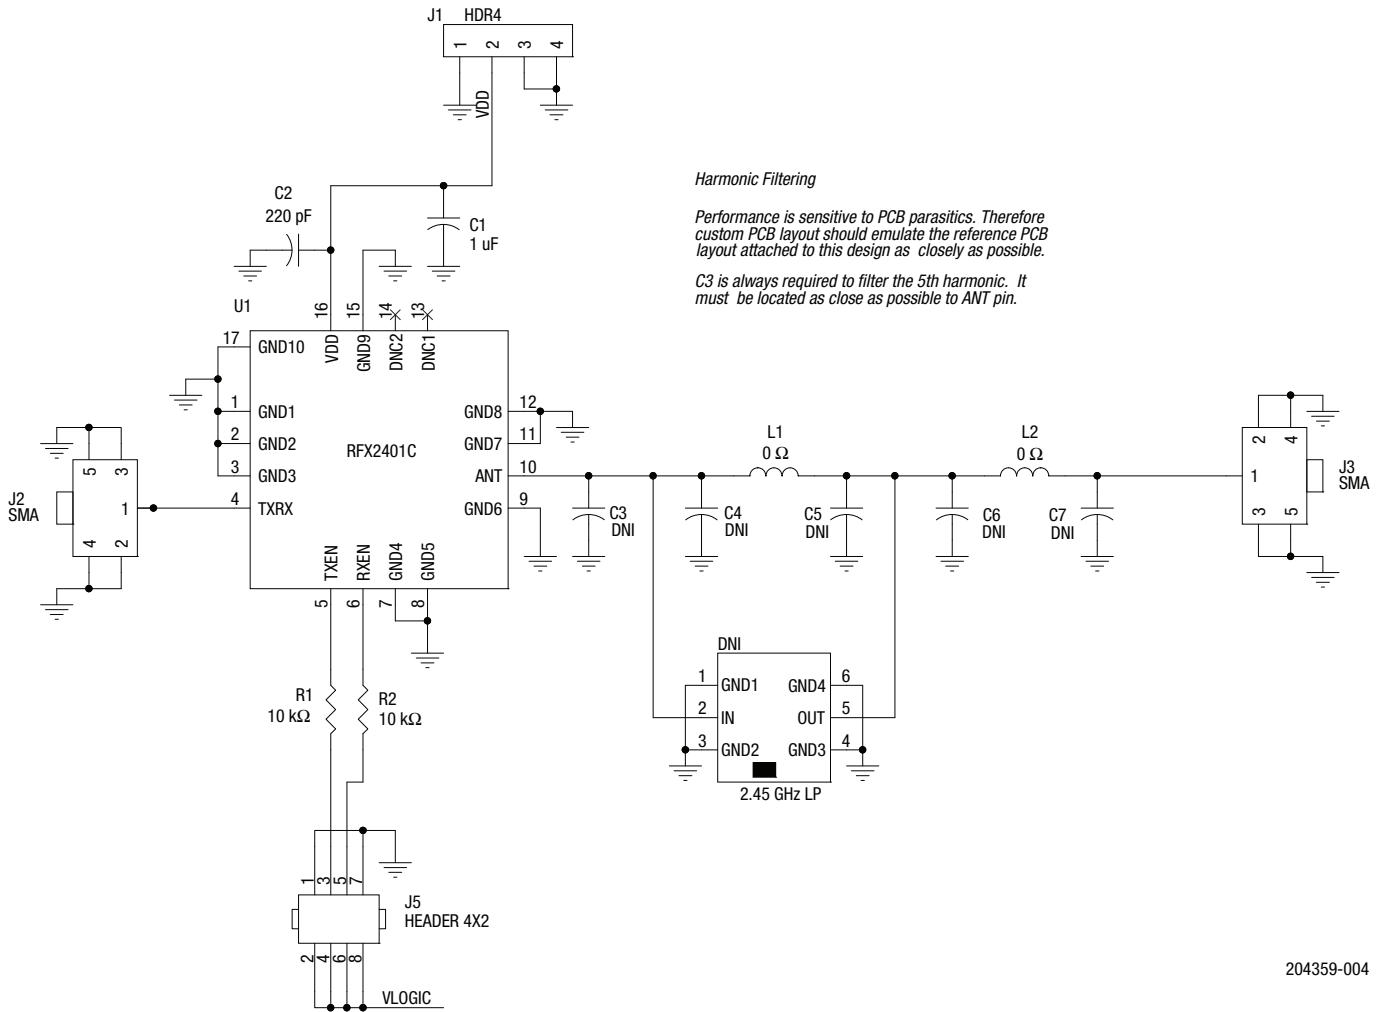 J1 HDR4
1 2 3 4
VDD
Harmonic Filtering
Performance is sensitive to PCB parasitics. Therefore
custom PCB layout should emulate the reference PCB
layout attached to this design as closely as possible.
C3 is always required to filter the 5th harmonic. It
must be located as close as possible to ANT pin.
C2
220 pF
C1
1 uF
U1
16 15 14 13
VDD GND9 DNC2 DNC1
17 GND10
1 GND1
2 GND2
3 GND3
4 TXRX
RFX2401C
GND8 12
GND7 11
ANT 10
GND6 9
TXEN RXEN GND4 GND5
5 6 7 8
J2
SMA
5 3
1
4 2
L1
0 Ω
L2
0 Ω
C3
DNI
C4
DNI
C5
DNI
C6
DNI
C7
DNI
2 4
1
3 5
J3
SMA
DNI
1 GND1 GND4 6
2 IN OUT 5
3 GND2 GND3 4
2.45 GHz LP
R1
10 kΩ
R2
10 kΩ
1 3 5 7
J5
HEADER 4X2
2 4 6 8
VLOGIC
204359-004